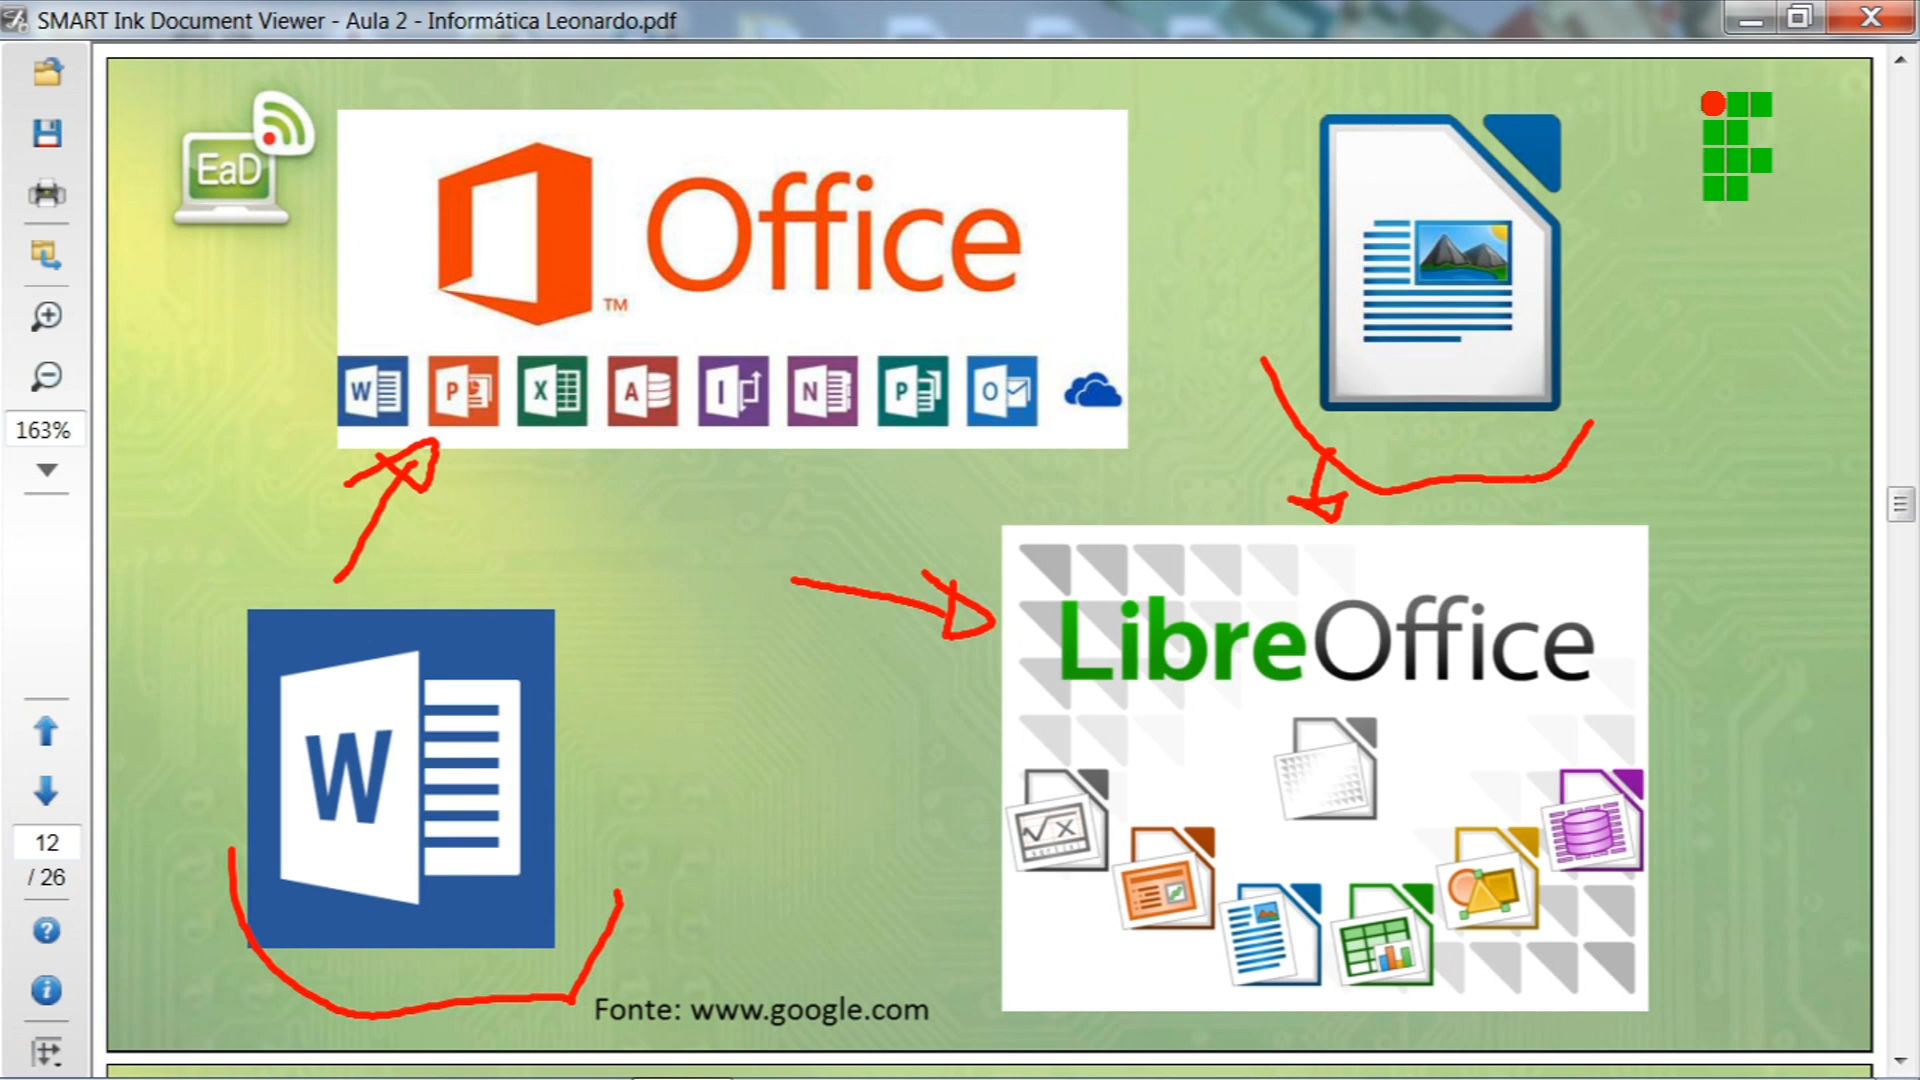 SMART Ink Document Viewer - Aula 2 - Informática Leonardo.pdf
EaD
Office
TM
W P X A I N P O
163%
LibreOffice
W
√x
12
/ 26
Fonte: www.google.com